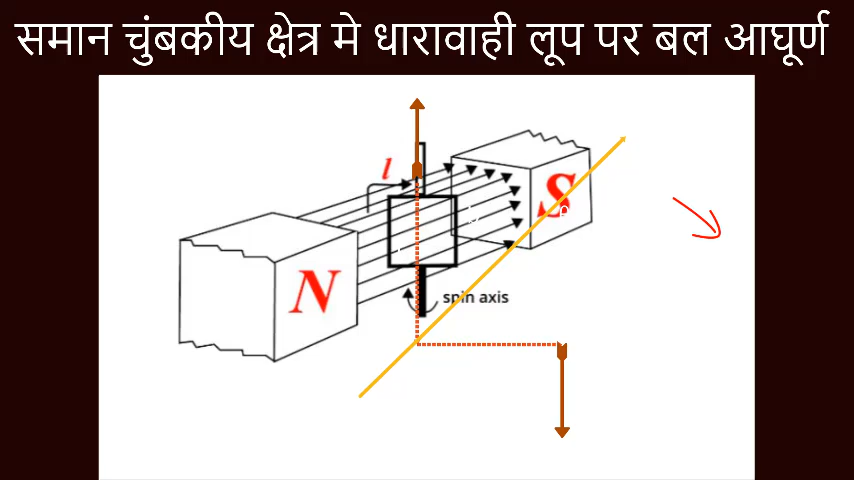 समान चुंबकीय क्षेत्र मे धारावाही लूप पर बल आघूर्ण
l
S
N
spin axis